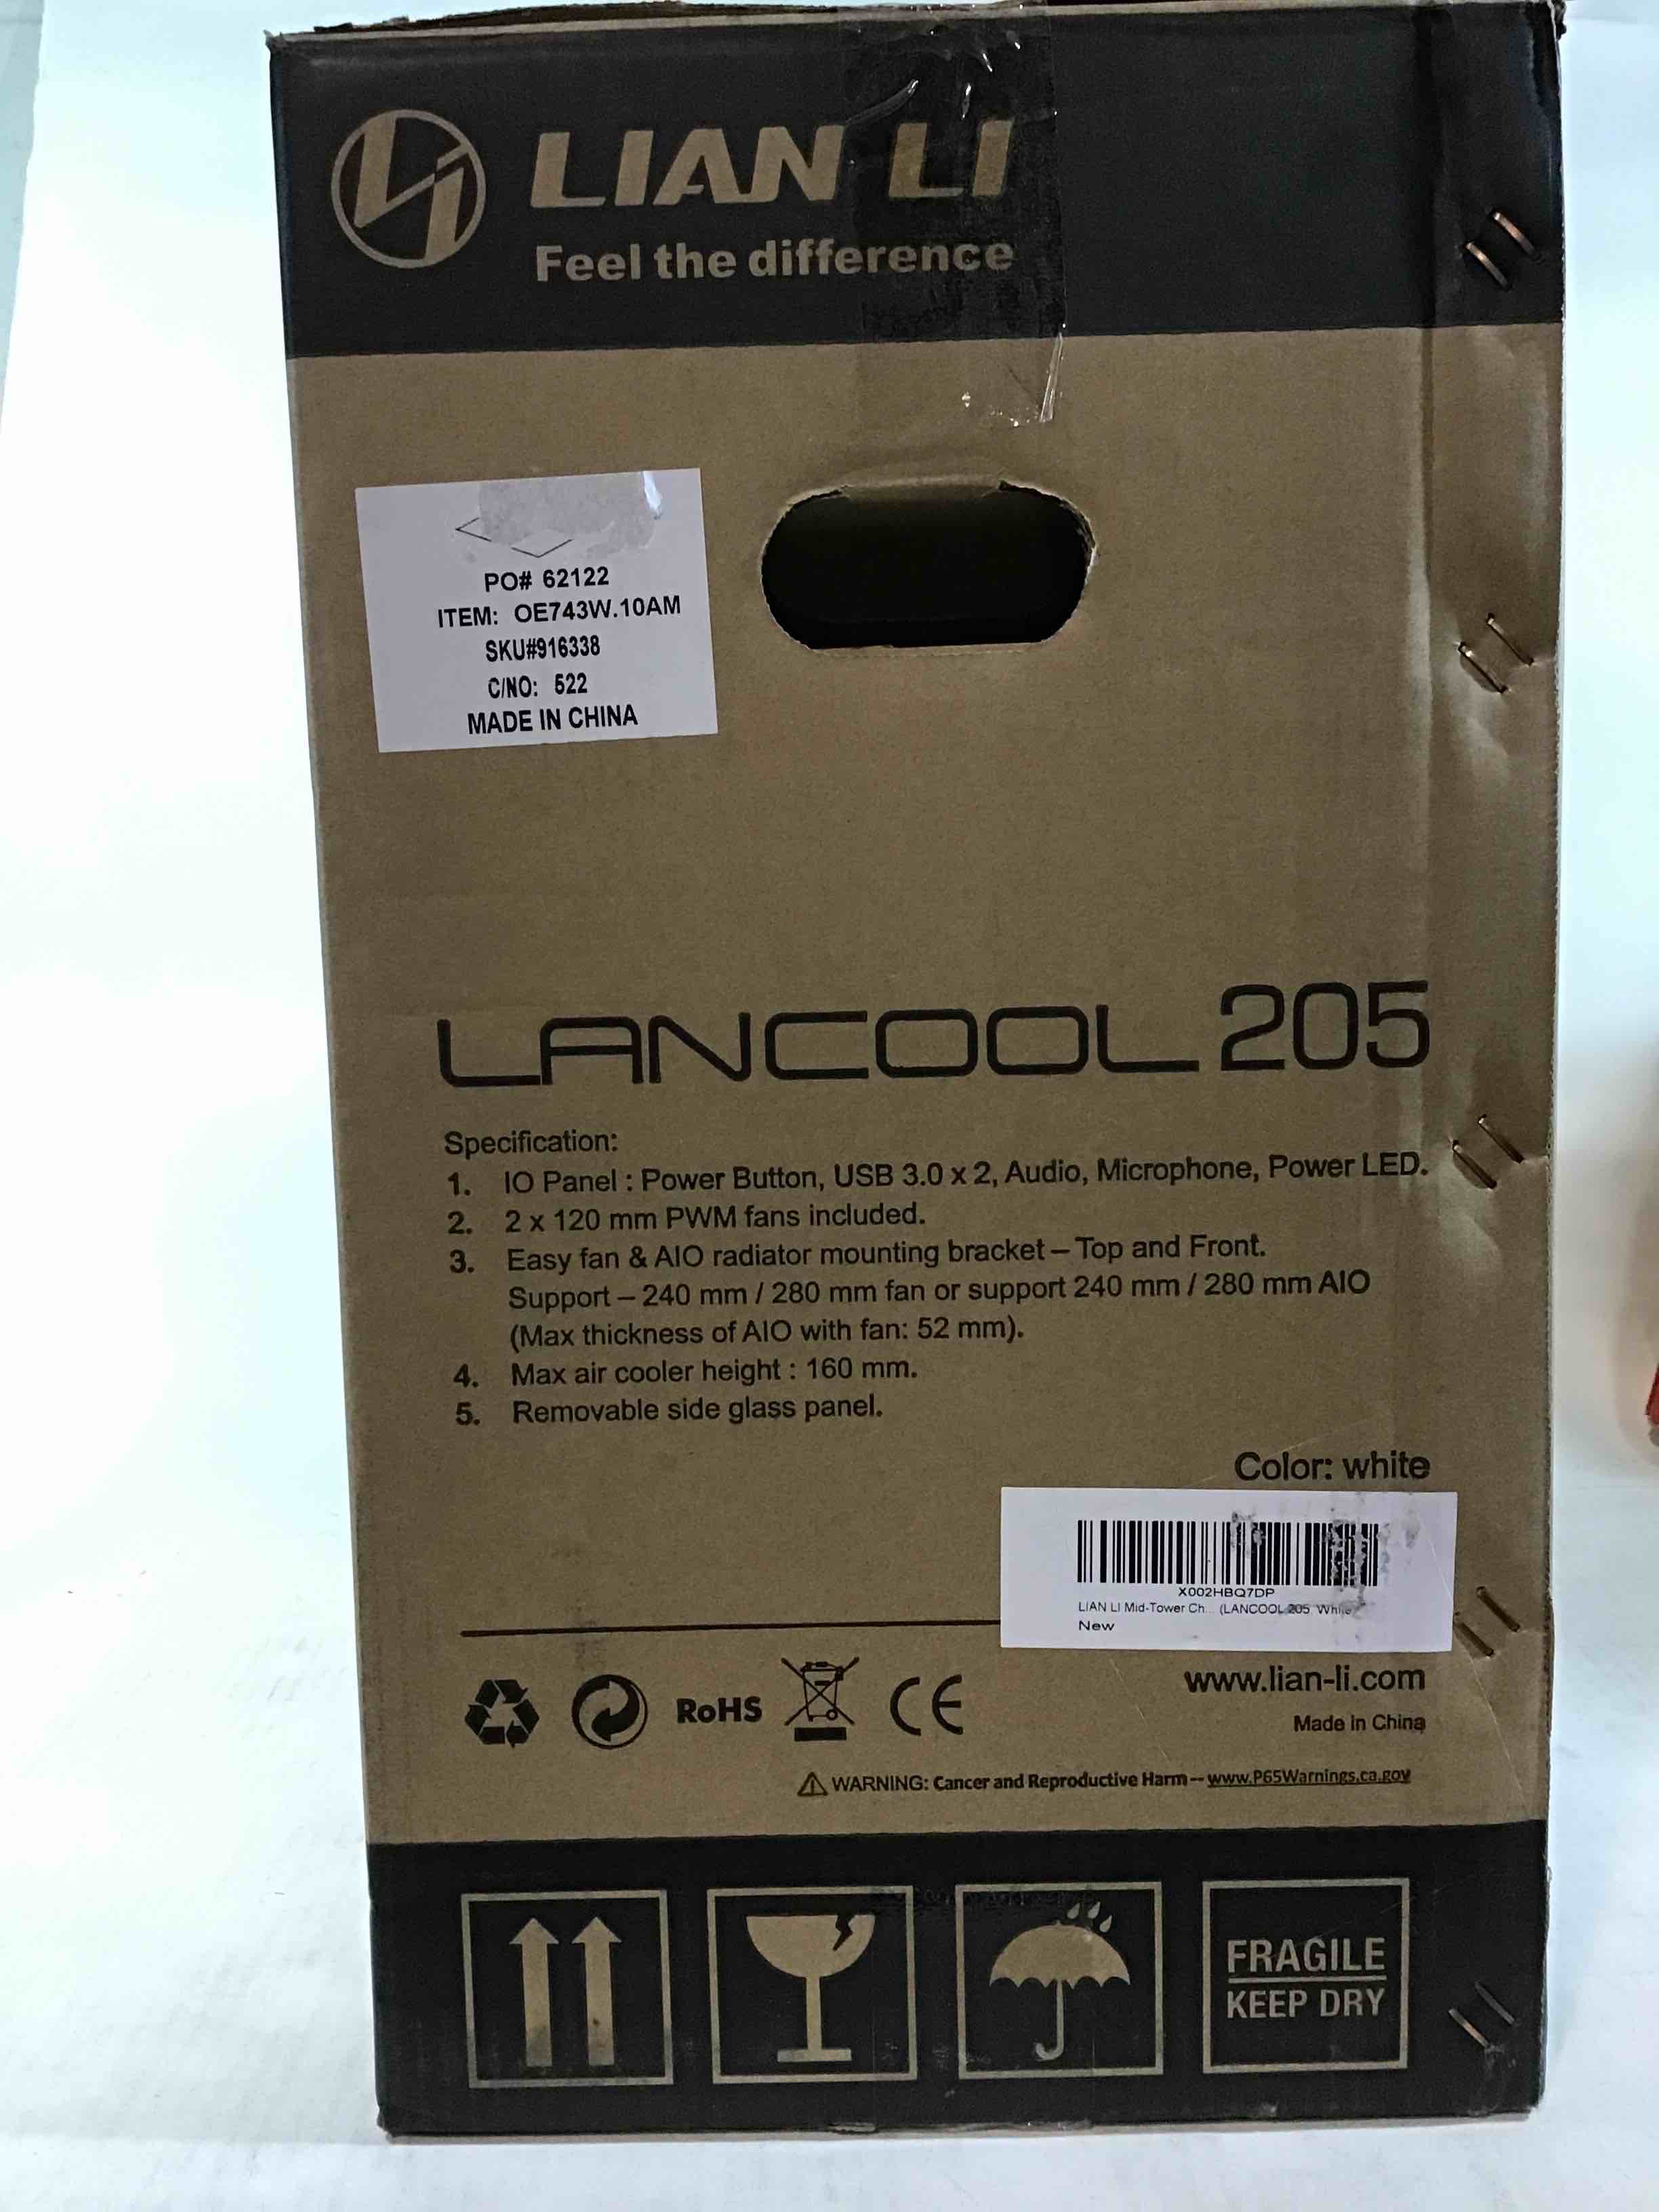 LIAN LI
Feel the difference
PO# 62122
ITEM: OE743W.10AM
SKU#916338
C/NO: 522
MADE IN CHINA
LANCOOL 205
Specification:
1. IO Panel : Power Button, USB 3.0 x 2, Audio, Microphone, Power LED.
2. 2 x 120 mm PWM fans included.
3. Easy fan & AIO radiator mounting bracket – Top and Front.
Support – 240 mm / 280 mm fan or support 240 mm / 280 mm AIO
(Max thickness of AIO with fan: 52 mm).
4. Max air cooler height : 160 mm.
5. Removable side glass panel.
Color: white
X002HBQ7DP
LIAN LI Mid-Tower Ch... (LANCOOL 205, White
New
RoHS
CE
www.lian-li.com
Made in China
WARNING: Cancer and Reproductive Harm -- www.P65Warnings.ca.gov
FRAGILE
KEEP DRY